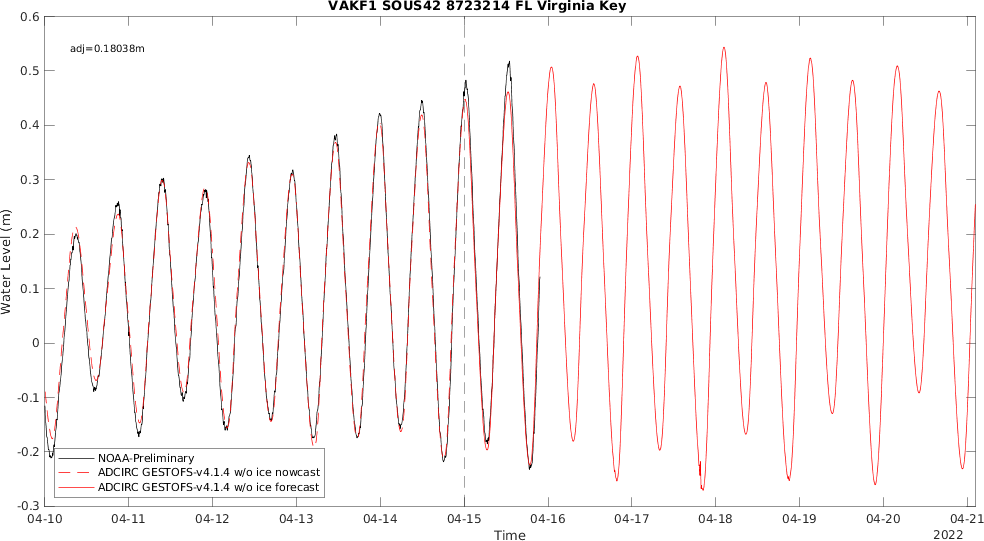 VAKF1 SOUS42 8723214 FL Virginia Key
adj=0.18038m
0.6
0.5
0.4
0.3
0.2
0.1
0
-0.1
-0.2
-0.3
Water Level (m)
NOAA-Preliminary
ADCIRC GESTOFS-v4.1.4 w/o ice nowcast
ADCIRC GESTOFS-v4.1.4 w/o ice forecast
04-10 04-11 04-12 04-13 04-14 04-15 04-16 04-17 04-18 04-19 04-20 04-21
Time
2022